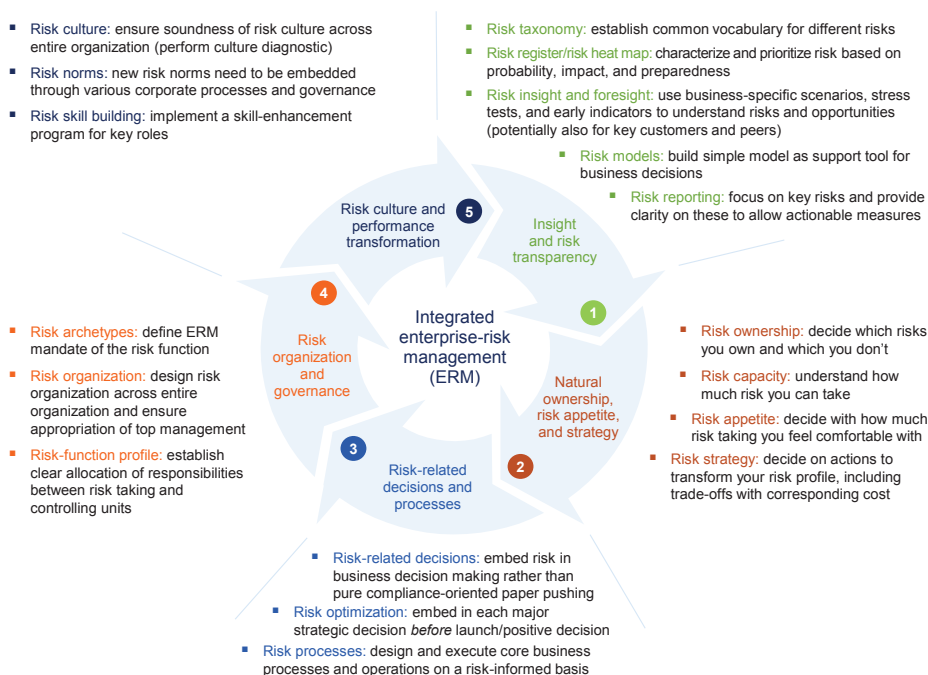 ▪ Risk culture: ensure soundness of risk culture across
entire organization (perform culture diagnostic)
▪ Risk norms: new risk norms need to be embedded
through various corporate processes and governance
▪ Risk skill building: implement a skill-enhancement
program for key roles
▪ Risk taxonomy: establish common vocabulary for different risks
▪ Risk register/risk heat map: characterize and prioritize risk based on
probability, impact, and preparedness
▪ Risk insight and foresight: use business-specific scenarios, stress
tests, and early indicators to understand risks and opportunities
(potentially also for key customers and peers)
▪ Risk models: build simple model as support tool for
business decisions
▪ Risk reporting: focus on key risks and provide
clarity on these to allow actionable measures
Risk culture and
performance
transformation
5
Insight
and risk
transparency
1
4
Risk
organization
and
governance
Integrated
enterprise-risk
management
(ERM)
Natural
ownership,
risk appetite,
and strategy
2
3
Risk-related
decisions and
processes
▪ Risk archetypes: define ERM
mandate of the risk function
▪ Risk organization: design risk
organization across entire
organization and ensure
appropriation of top management
▪ Risk-function profile: establish
clear allocation of responsibilities
between risk taking and
controlling units
▪ Risk ownership: decide which risks
you own and which you don't
▪ Risk capacity: understand how
much risk you can take
▪ Risk appetite: decide with how much
risk taking you feel comfortable with
▪ Risk strategy: decide on actions to
transform your risk profile, including
trade-offs with corresponding cost
▪ Risk-related decisions: embed risk in
business decision making rather than
pure compliance-oriented paper pushing
▪ Risk optimization: embed in each major
strategic decision before launch/positive decision
▪ Risk processes: design and execute core business
processes and operations on a risk-informed basis